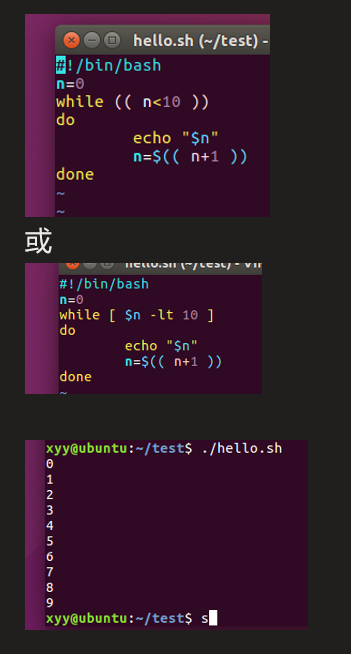 hello.sh (~/test) -
#!/bin/bash
n=0
while (( n<10 ))
do
echo "$n"
n=$(( n+1 ))
done
~
~
或
hello.sh (~/test) - VI
#!/bin/bash
n=0
while [ $n -lt 10 ]
do
echo "$n"
n=$(( n+1 ))
done
~
xyy@ubuntu:~/test$ ./hello.sh
0
1
2
3
4
5
6
7
8
9
xyy@ubuntu:~/test$ s